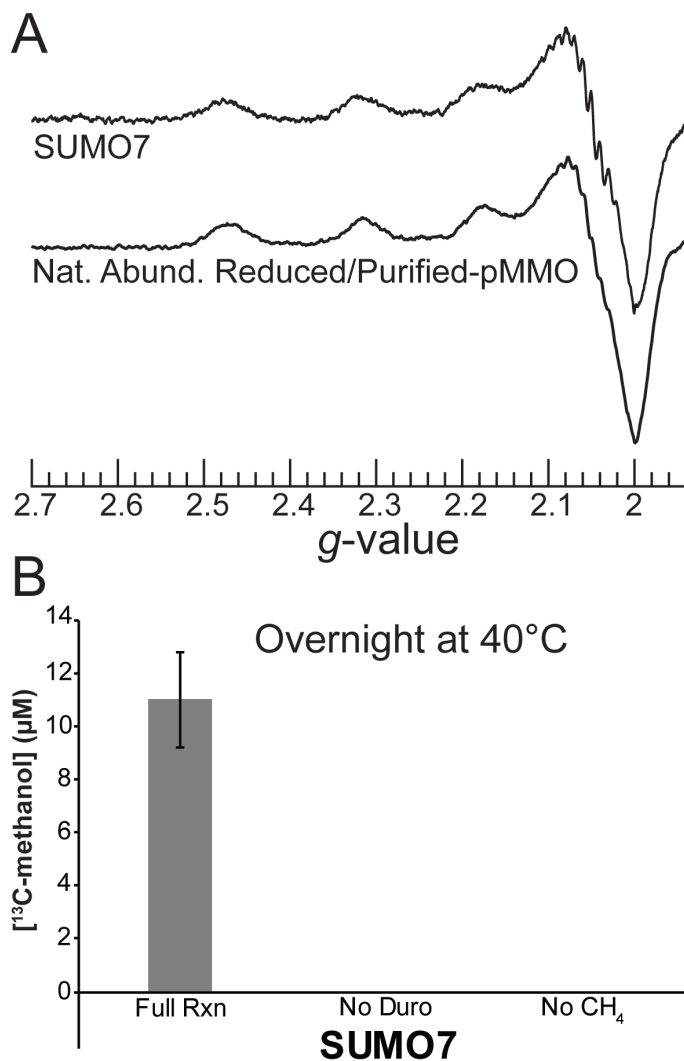 A
SUMO7
Nat. Abund. Reduced/Purified-pMMO
2.7 2.6 2.5 2.4 2.3 2.2 2.1 2
g-value
B
Overnight at 40°C
[¹³C-methanol] (μM)
14
12
10
8
6
4
2
0
Full Rxn No Duro No CH₄
SUMO7